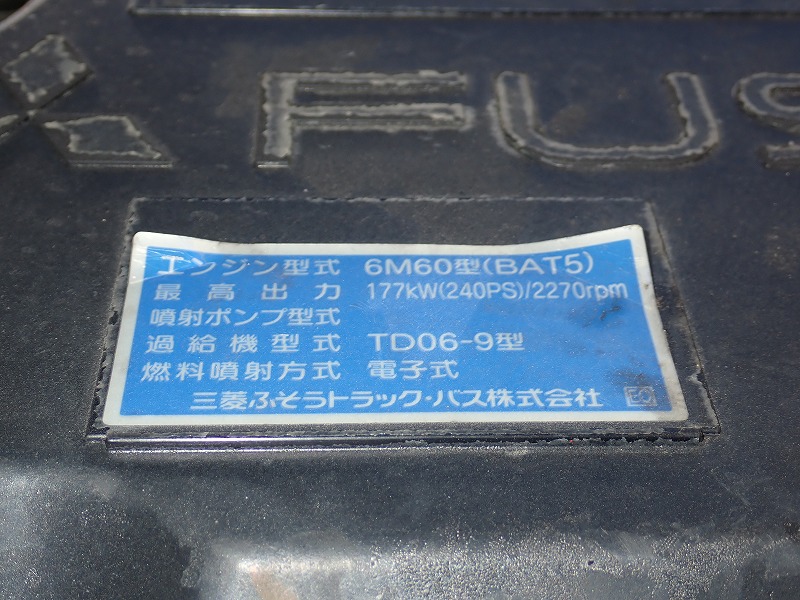 FUS
エンジン型式 6M60型(BAT5)
最高出力 177kW(240PS)/2270rpm
噴射ポンプ型式
過給機型式 TD06-9型
燃料噴射方式 電子式
三菱ふそうトラック・バス株式会社